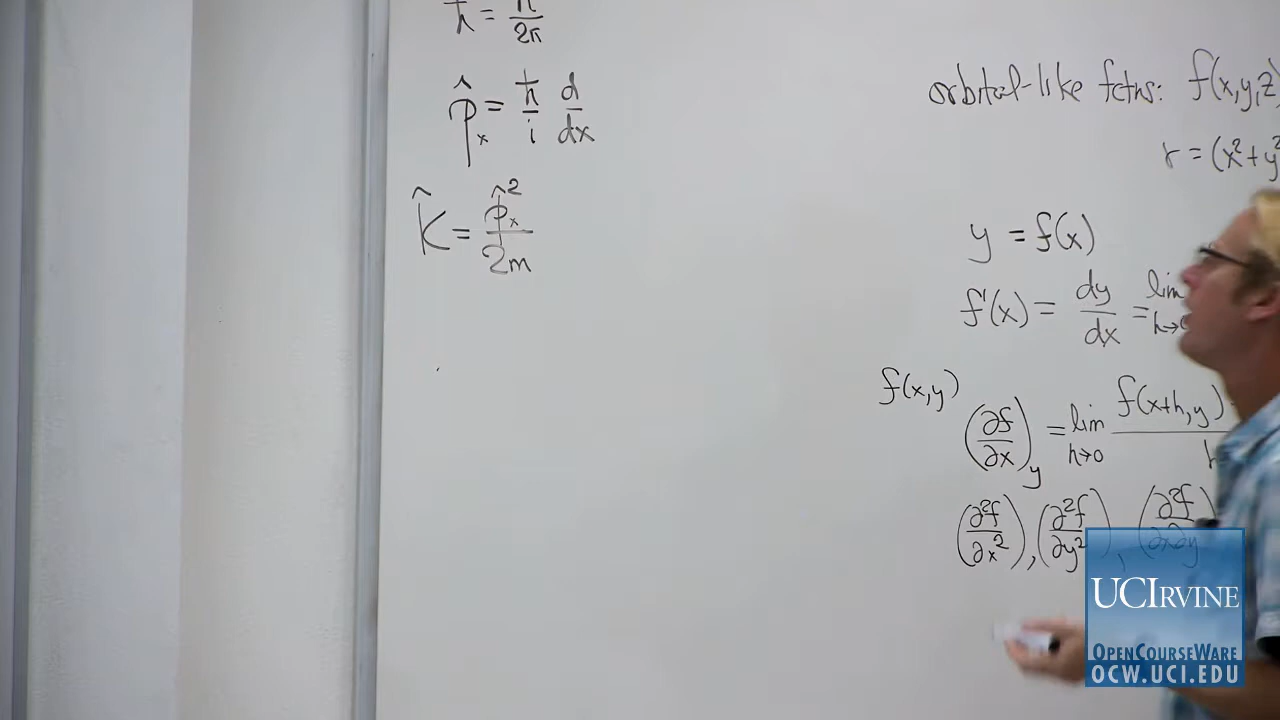 ħ = h/2π
p̂ₓ = ħ/i d/dx
K̂ = p̂ₓ²/2m
orbital-like fctns: f(x,y,z)
r = (x²+y²
y = f(x)
f'(x) = dy/dx = lim h→0
f(x,y)
(∂f/∂x)y = lim h→0 f(x+h,y)
(∂²f/∂x²), (∂²f/∂y²), (∂²f/∂x∂y)
UCIRVINE
OPENCOURSEWARE
OCW.UCI.EDU